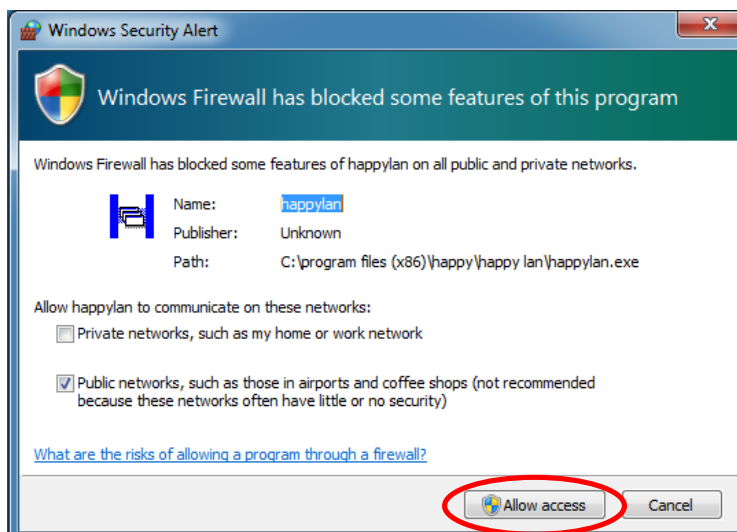 Windows Security Alert
Windows Firewall has blocked some features of this program
Windows Firewall has blocked some features of happylan on all public and private networks.
Name: happylan
Publisher: Unknown
Path: C:\program files (x86)\happy\happy lan\happylan.exe
Allow happylan to communicate on these networks:
Private networks, such as my home or work network
Public networks, such as those in airports and coffee shops (not recommended
because these networks often have little or no security)
What are the risks of allowing a program through a firewall?
Allow access Cancel